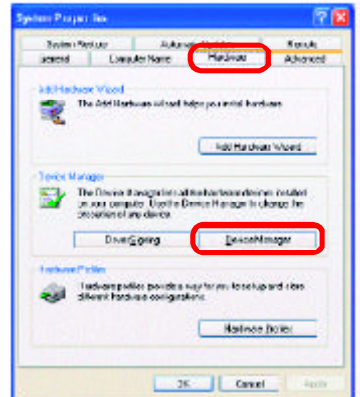 System Properties
System Restore Automatic Updates Remote
General Computer Name Hardware Advanced
Add Hardware Wizard
The Add Hardware Wizard helps you install hardware.
Add Hardware Wizard
Device Manager
The Device Manager lists all the hardware devices installed
on your computer. Use the Device Manager to change the
properties of any device.
Driver Signing Device Manager
Hardware Profiles
Hardware profiles provide a way for you to set up and store
different hardware configurations.
Hardware Profiles
OK Cancel Apply